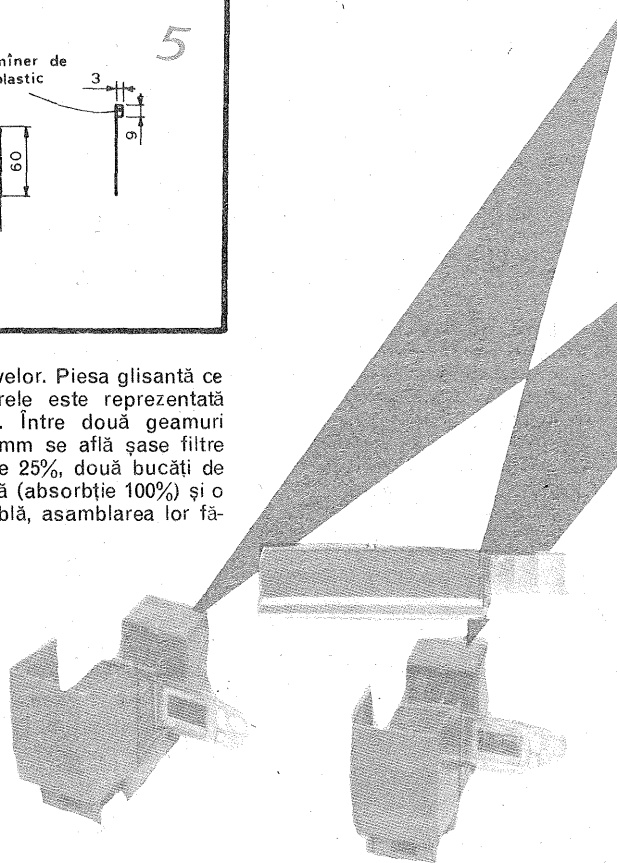 5
mîner de
plastic
3
9
60
velor. Piesa glisantă ce
rele este reprezentată
. Între două geamuri
mm se află șase filtre
e 25%, două bucăți de
ă (absorbție 100%) și o
blă, asamblarea lor fă-